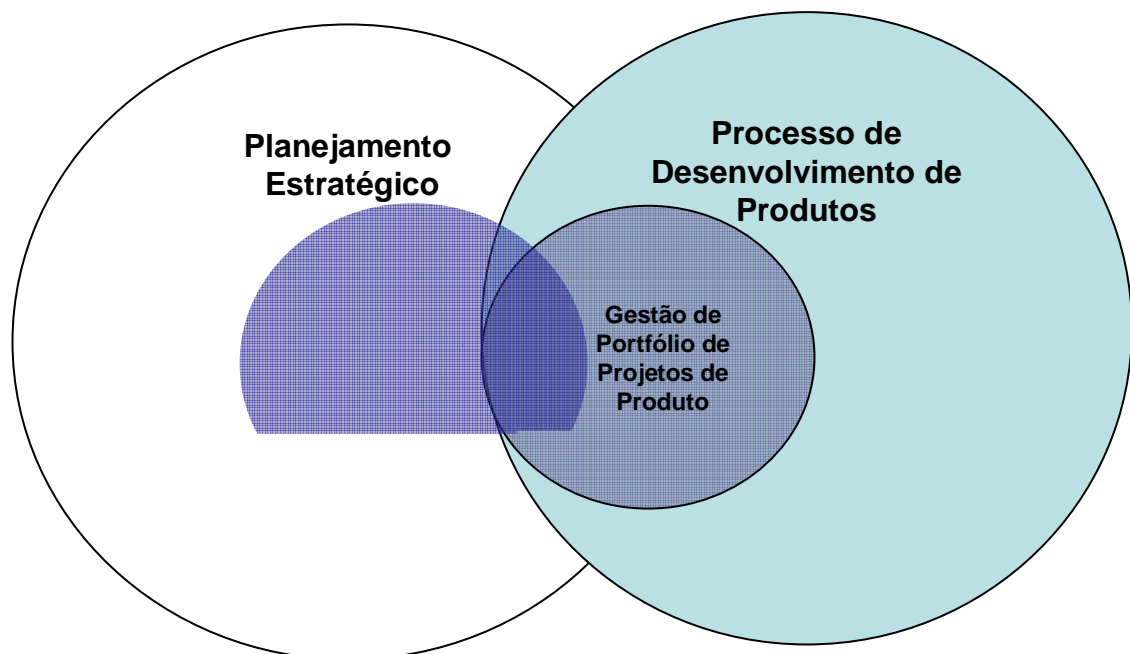 Planejamento
Estratégico
Processo de
Desenvolvimento de
Produtos
Gestão de
Portfólio de
Projetos de
Produto